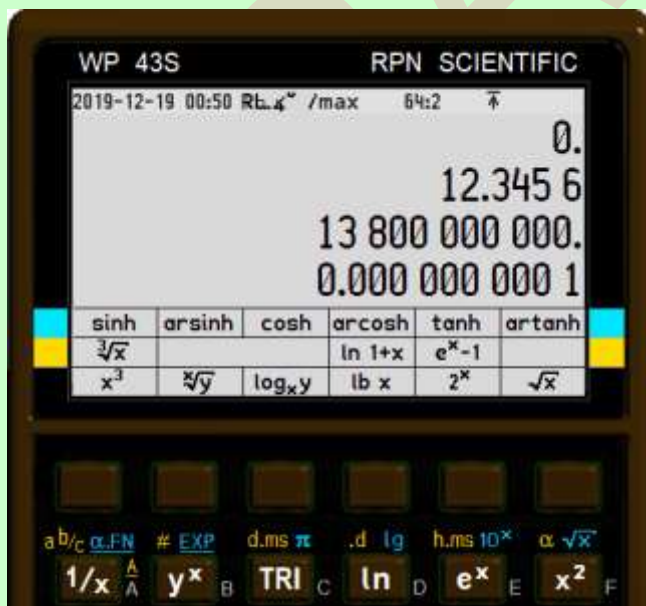 WP 43S RPN SCIENTIFIC
2019-12-19 00:50 R∟∡° /max 64:2
0.
12.345 6
13 800 000 000.
0.000 000 000 1
sinh arsinh cosh arcosh tanh artanh
∛x ln 1+x eˣ-1
x³ ˣ√y logₓy lb x 2ˣ √x
a b/c α.FN # EXP d.ms π .d lg h.ms 10ˣ α √x
1/x A A yˣ B TRI C ln D eˣ E x² F